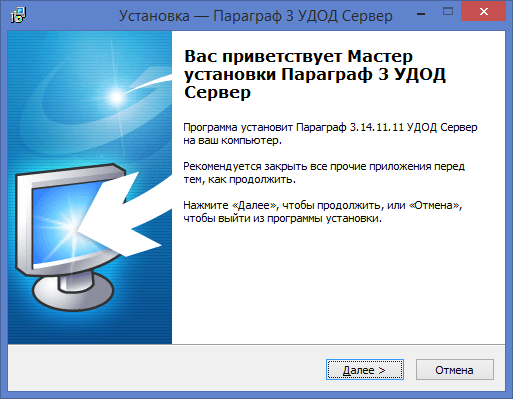 Установка — Параграф 3 УДОД Сервер
Вас приветствует Мастер
установки Параграф 3 УДОД
Сервер
Программа установит Параграф 3.14.11.11 УДОД Сервер
на ваш компьютер.
Рекомендуется закрыть все прочие приложения перед
тем, как продолжить.
Нажмите «Далее», чтобы продолжить, или «Отмена»,
чтобы выйти из программы установки.
Далее >
Отмена